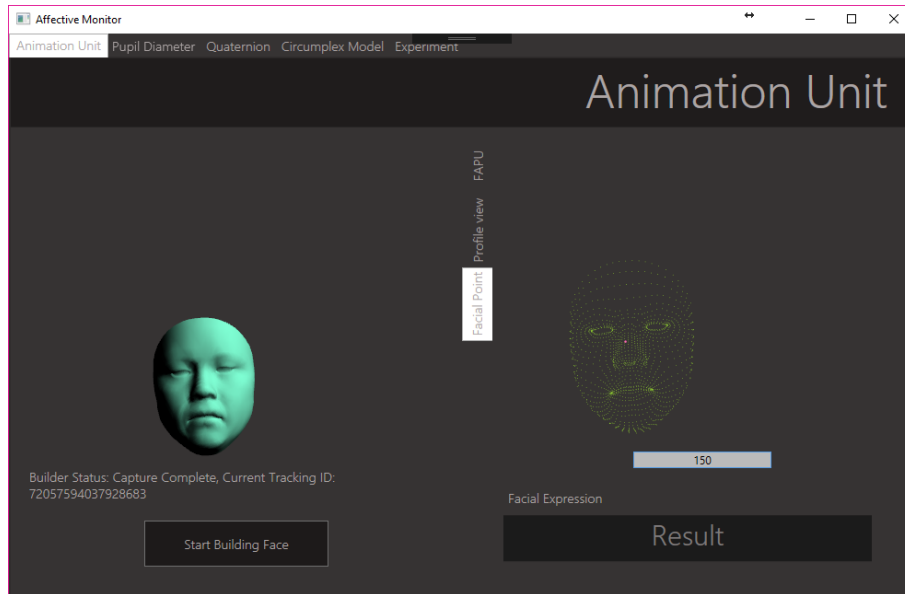 Affective Monitor
Animation Unit Pupil Diameter Quaternion Circumplex Model Experiment
Animation Unit
FAPU
Profile view
Facial Point
Builder Status: Capture Complete, Current Tracking ID:
72057594037928683
Start Building Face
150
Facial Expression
Result